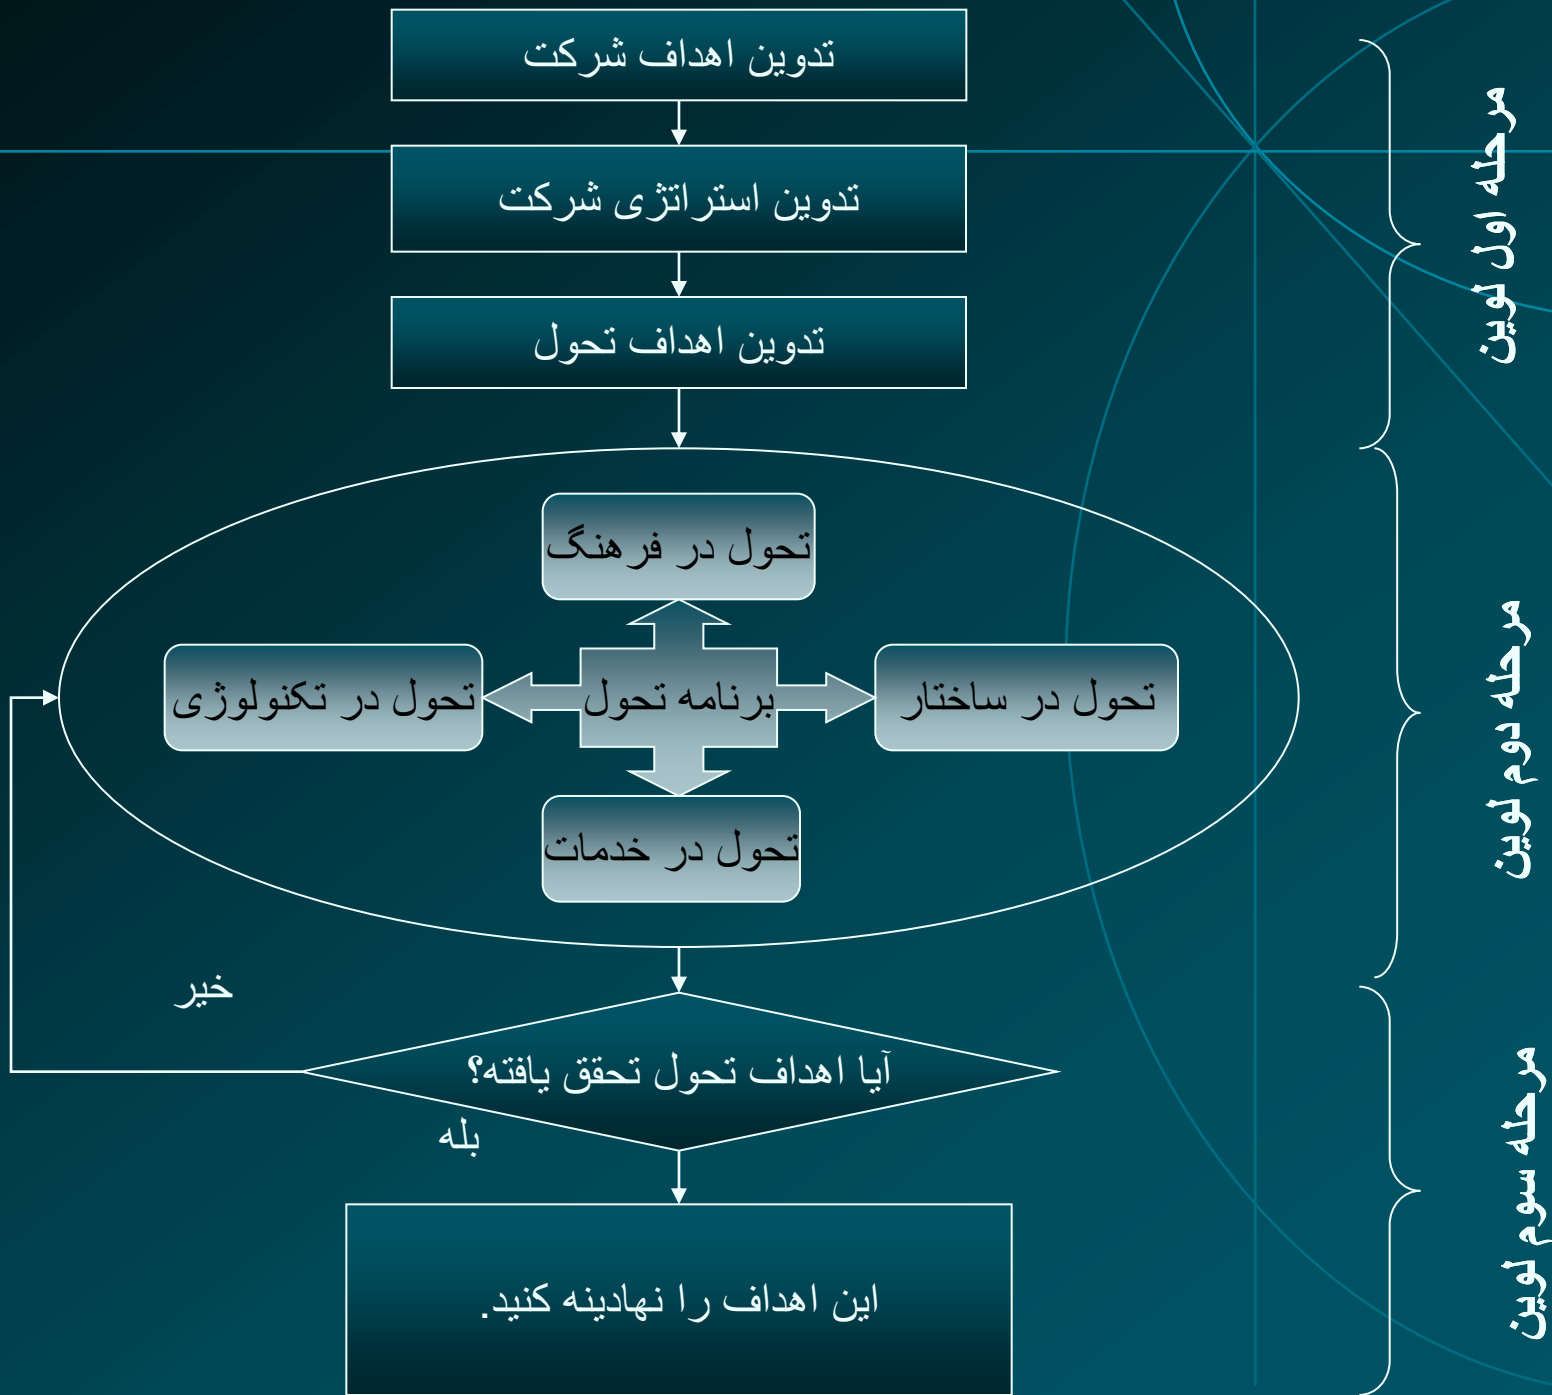 تدوین اهداف شرکت
تدوین استراتژی شرکت
تدوین اهداف تحول
مرحله اول لوین
تحول در فرهنگ
تحول در ساختار
برنامه تحول
تحول در تکنولوژی
تحول در خدمات
مرحله دوم لوین
خیر
آیا اهداف تحول تحقق یافته؟
بله
این اهداف را نهادینه کنید.
مرحله سوم لوین